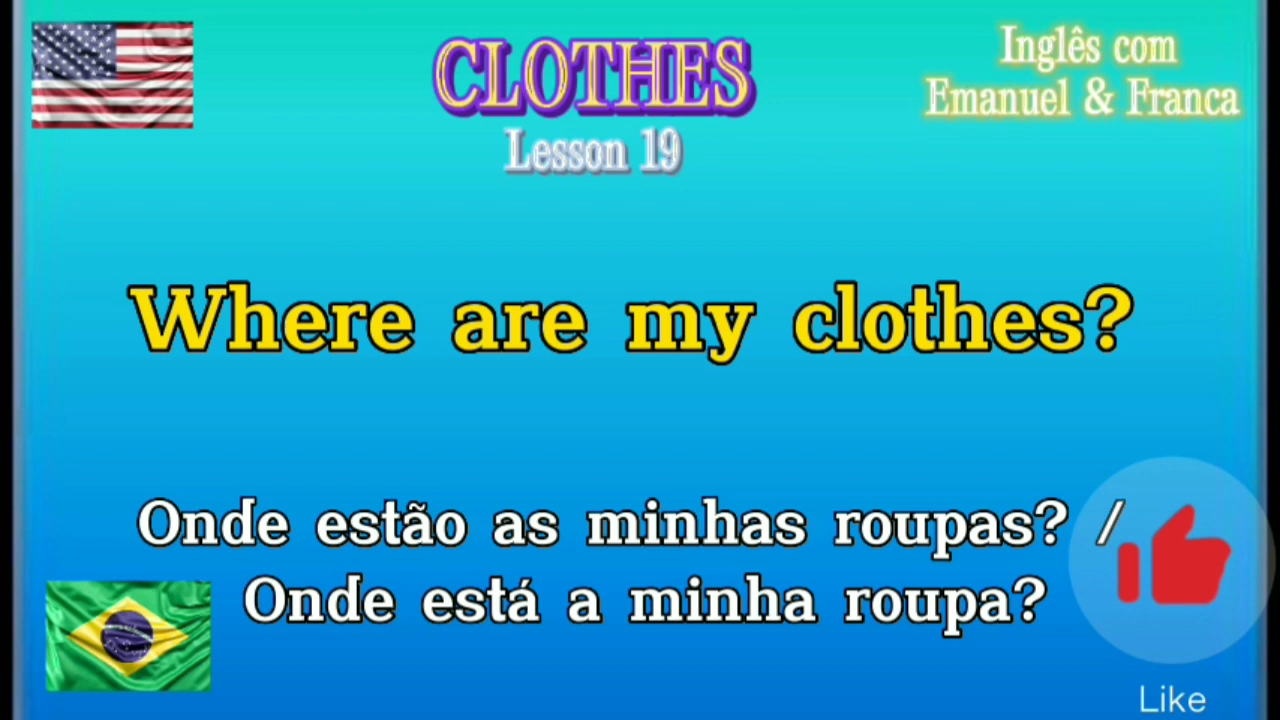 CLOTHES
Lesson 19
Inglês com
Emanuel & Franca
Where are my clothes?
Onde estão as minhas roupas? /
Onde está a minha roupa?
Like